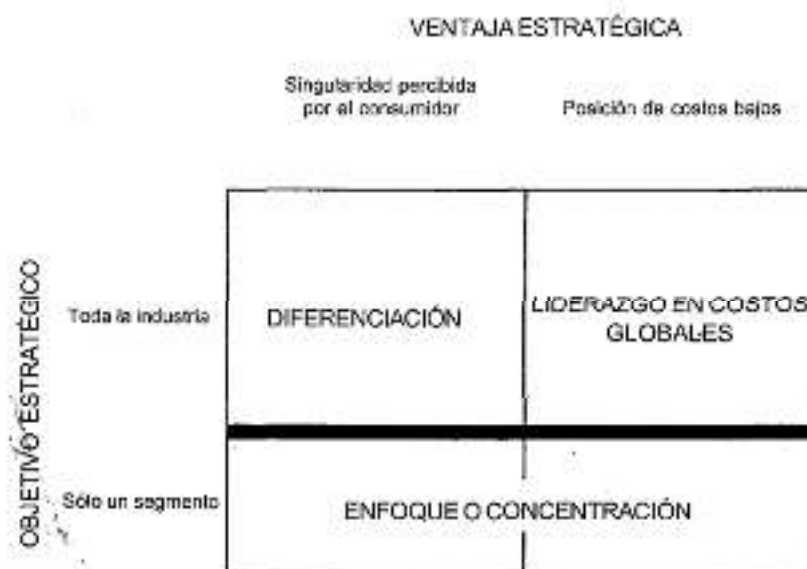 VENTAJA ESTRATÉGICA
Singularidad percibida
por el consumidor
Posición de costos bajos
OBJETIVO ESTRATÉGICO
Toda la industria
DIFERENCIACIÓN
LIDERAZGO EN COSTOS
GLOBALES
Sólo un segmento
ENFOQUE O CONCENTRACIÓN